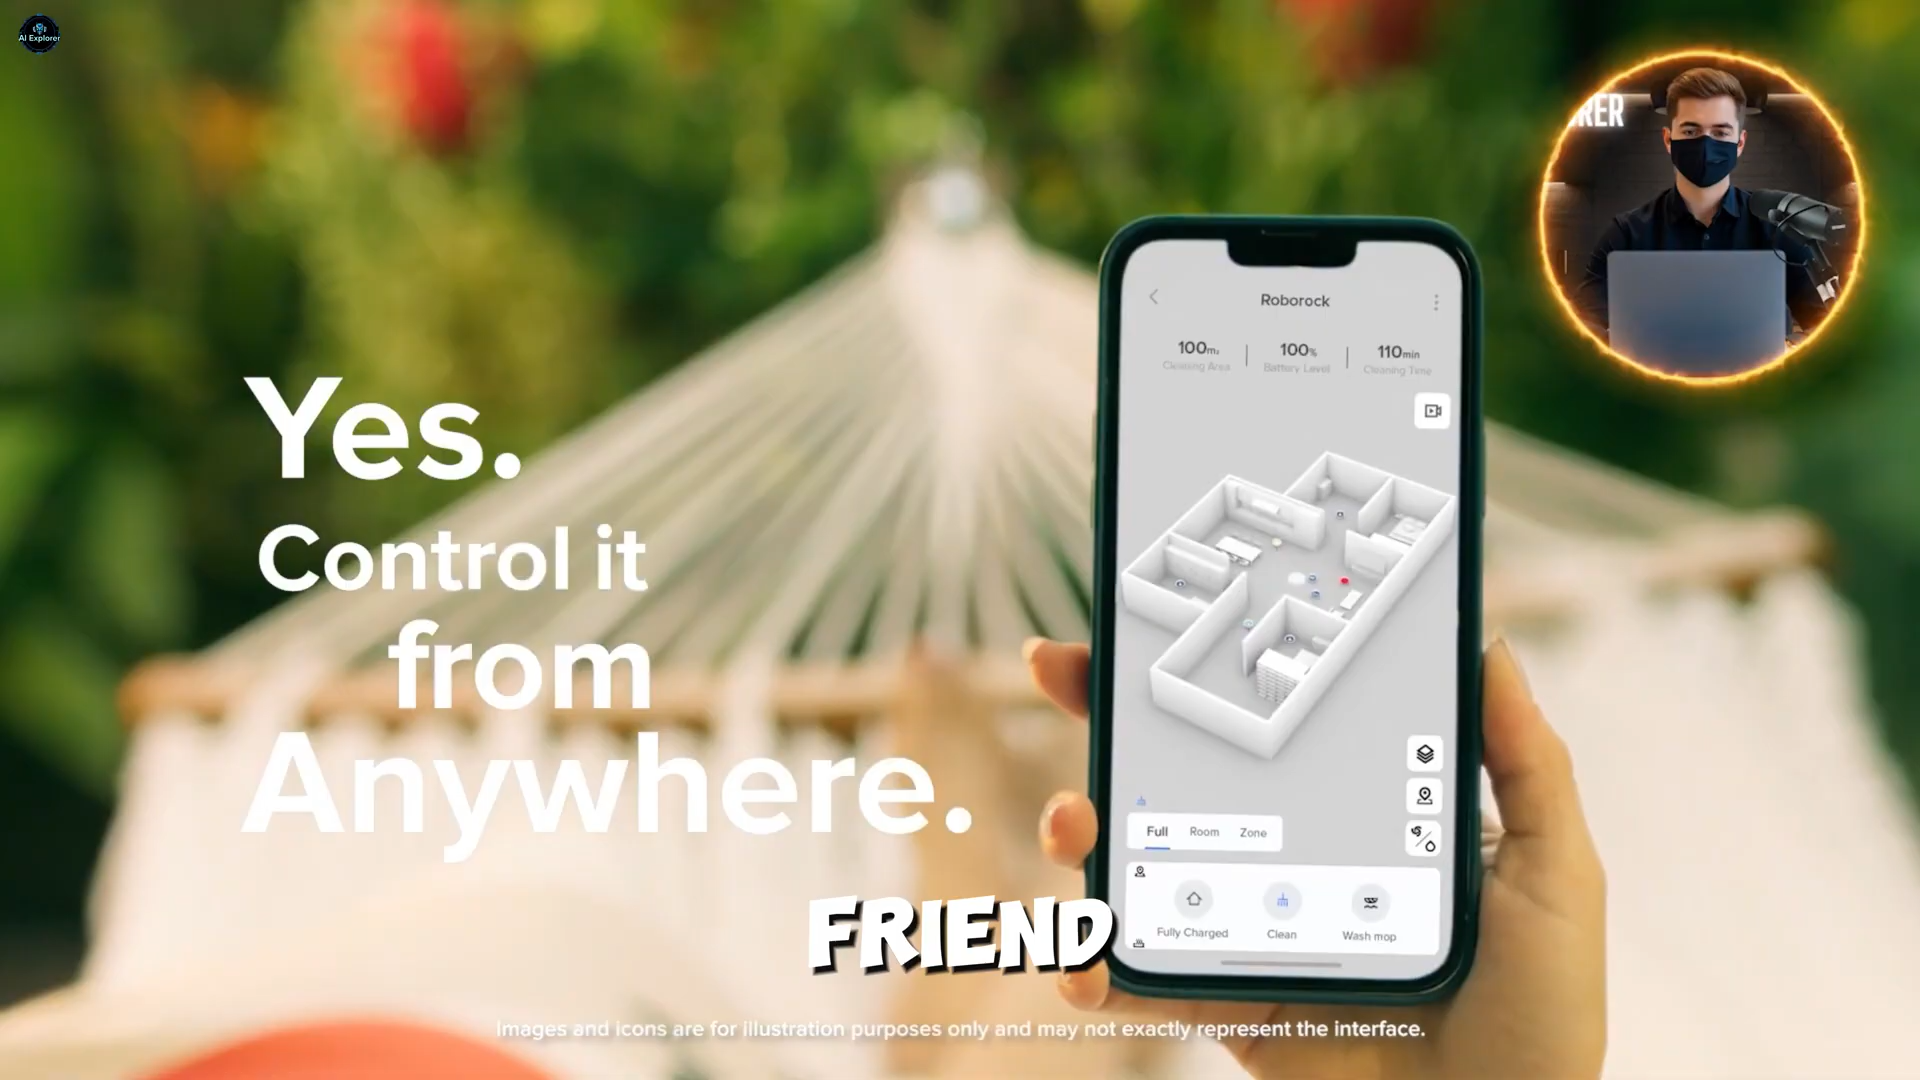 AI Explorer
RER
Yes.
Control it
from
Anywhere.
Roborock
100m² | 100% | 110min
Cleaning Area Battery Level Cleaning Time
Full Room Zone
Fully Charged Clean Wash mop
FRIEND
Images and icons are for illustration purposes only and may not exactly represent the interface.